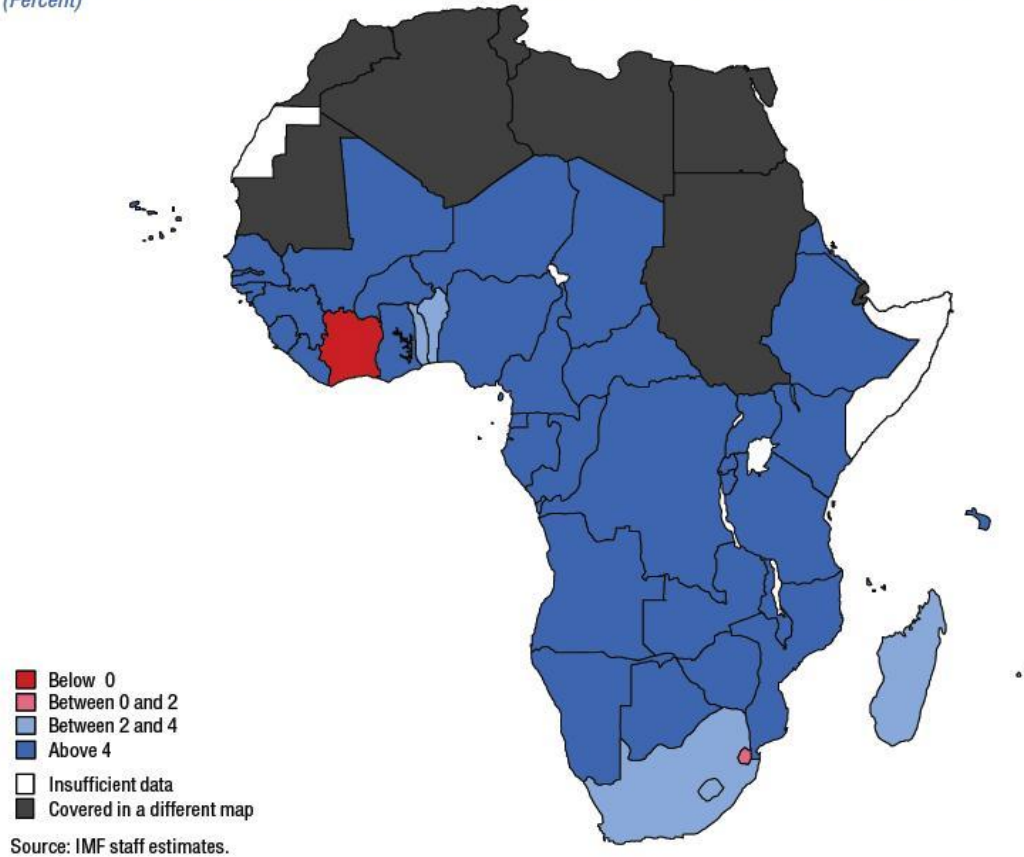 (Percent)
Below 0
Between 0 and 2
Between 2 and 4
Above 4
Insufficient data
Covered in a different map
Source: IMF staff estimates.